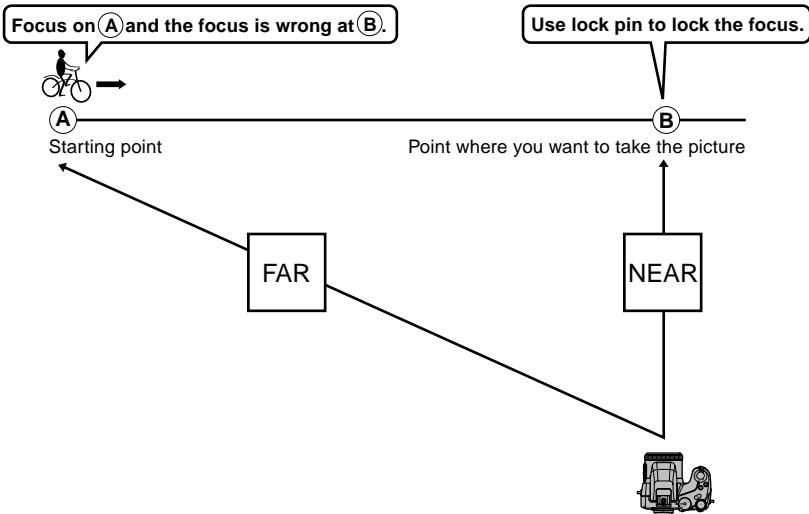 Focus on A and the focus is wrong at B.
Use lock pin to lock the focus.
A
B
Starting point
Point where you want to take the picture
FAR
NEAR